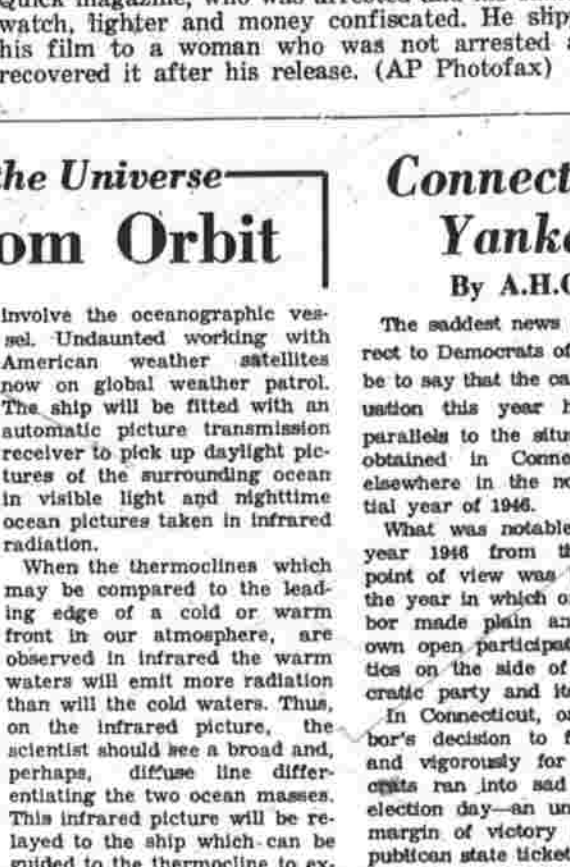 watch, lighter and money confiscated. He slip
his film to a woman who was not arrested a
recovered it after his release. (AP Photofax)
the Universe
om Orbit
involve the oceanographic ves-
sel. Undaunted working with
American weather satellites
now on global weather patrol.
The ship will be fitted with an
automatic picture transmission
receiver to pick up daylight pic-
tures of the surrounding ocean
in visible light and nighttime
ocean pictures taken in infrared
radiation.
When the thermoclines which
may be compared to the lead-
ing edge of a cold or warm
front in our atmosphere, are
observed in infrared the warm
waters will emit more radiation
than will the cold waters. Thus,
on the infrared picture, the
scientist should see a broad and,
perhaps, diffuse line differ-
entiating the two ocean masses.
This infrared picture will be re-
layed to the ship which can be
guided to the thermocline to ex-
Connect
Yanke
By A.H.O
The saddest news
rect to Democrats of
be to say that the ca
uation this year h
parallels to the situa
obtained in Conne
elsewhere in the no
tial year of 1946.
What was notable
year 1946 from th
point of view was
the year in which o
bor made plain an
own open participat
tics on the side of
cratic party and its
In Connecticut, o
bor's decision to f
and vigorously for
crats ran into sad
election day—an un
margin of victory
publican state ticket